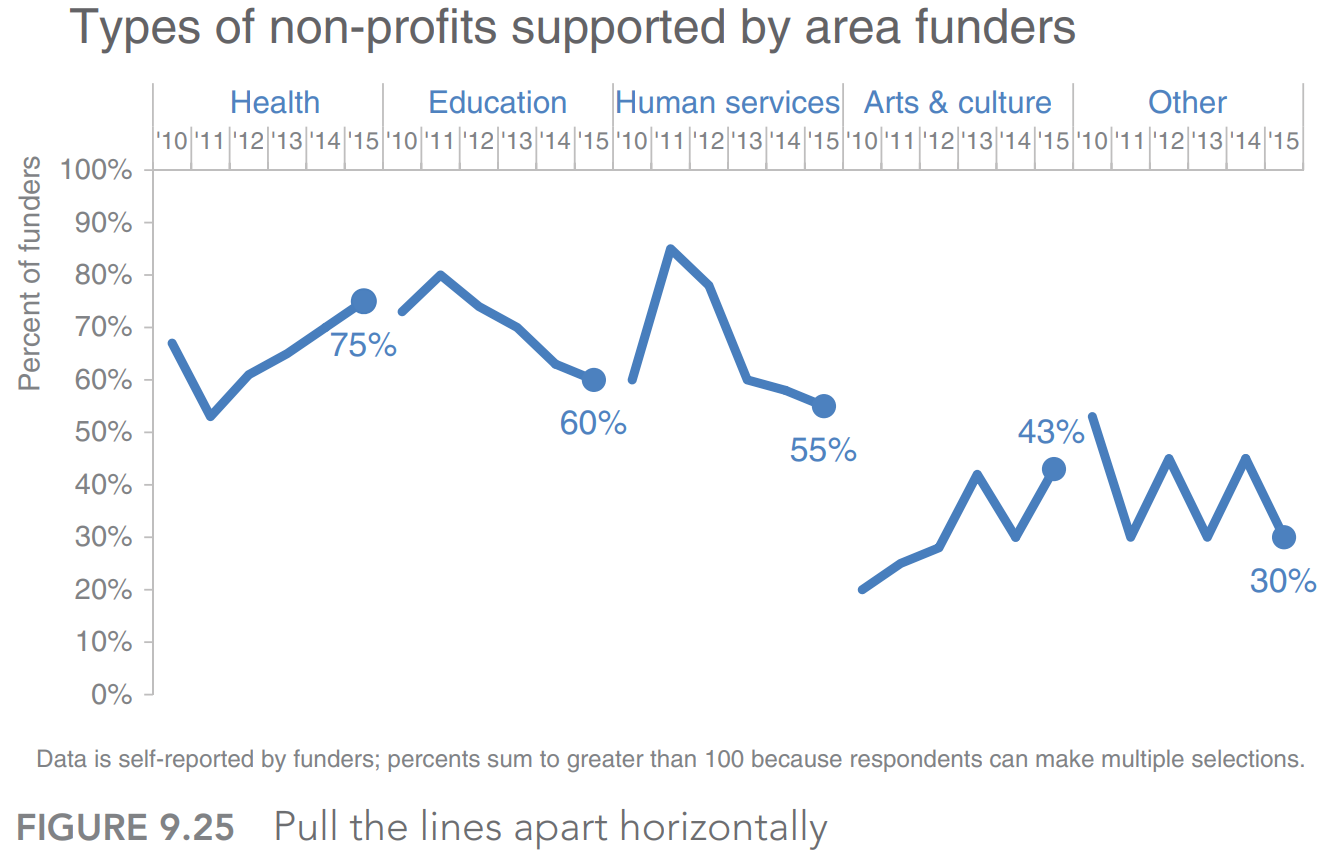 Types of non-profits supported by area funders
Health Education Human services Arts & culture Other
'10 '11 '12 '13 '14 '15 '10 '11 '12 '13 '14 '15 '10 '11 '12 '13 '14 '15 '10 '11 '12 '13 '14 '15 '10 '11 '12 '13 '14 '15
Percent of funders
100%
90%
80%
70%
60%
50%
40%
30%
20%
10%
0%
75%
60%
55%
43%
30%
Data is self-reported by funders; percents sum to greater than 100 because respondents can make multiple selections.
FIGURE 9.25 Pull the lines apart horizontally